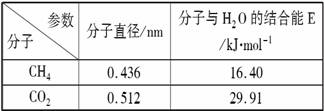 参数
分子
分子直径/nm
分子与H₂O的结合能E
/kJ·mol⁻¹
CH₄ 0.436 16.40
CO₂ 0.512 29.91